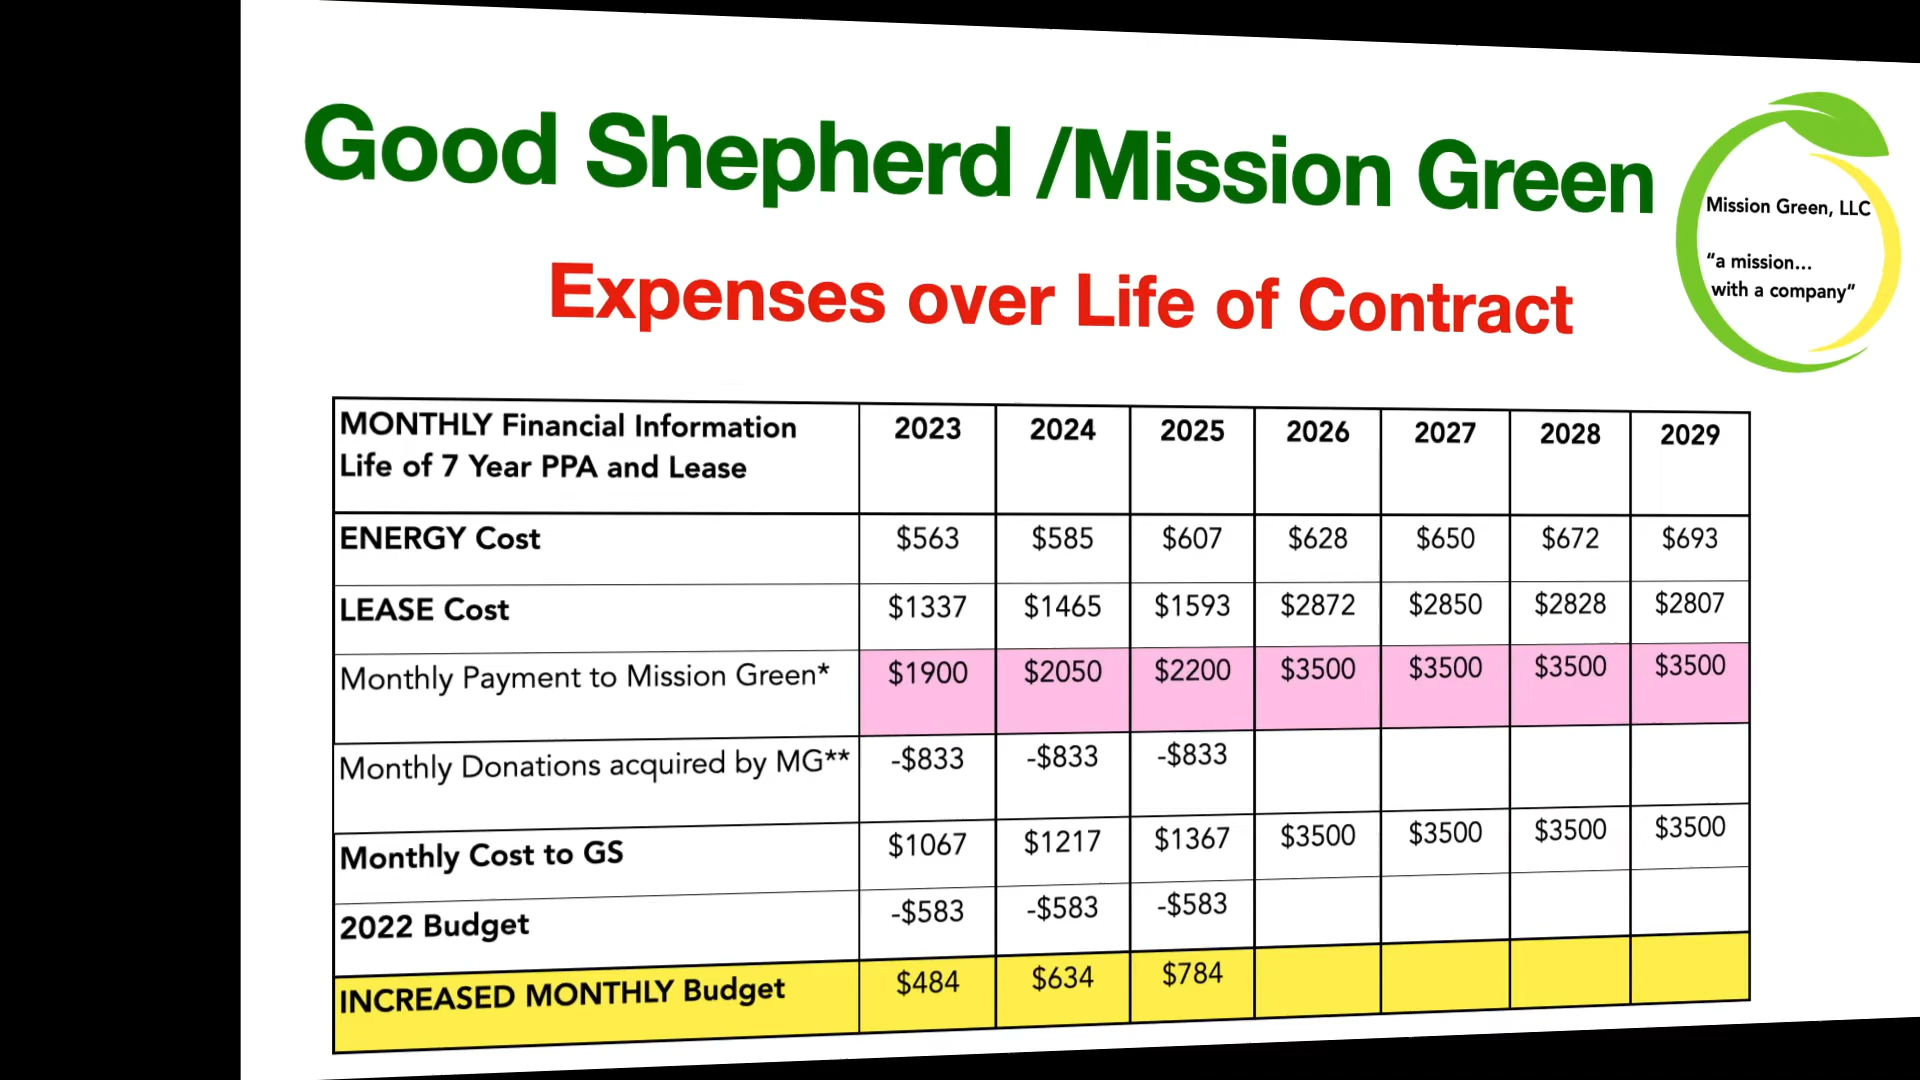 Good Shepherd /Mission Green
Mission Green, LLC
“a mission...
with a company”
Expenses over Life of Contract
MONTHLY Financial Information 2023 2024 2025 2026 2027 2028 2029
Life of 7 Year PPA and Lease
ENERGY Cost $563 $585 $607 $628 $650 $672 $693
LEASE Cost $1337 $1465 $1593 $2872 $2850 $2828 $2807
Monthly Payment to Mission Green* $1900 $2050 $2200 $3500 $3500 $3500 $3500
Monthly Donations acquired by MG** -$833 -$833 -$833
Monthly Cost to GS $1067 $1217 $1367 $3500 $3500 $3500 $3500
2022 Budget -$583 -$583 -$583
INCREASED MONTHLY Budget $484 $634 $784